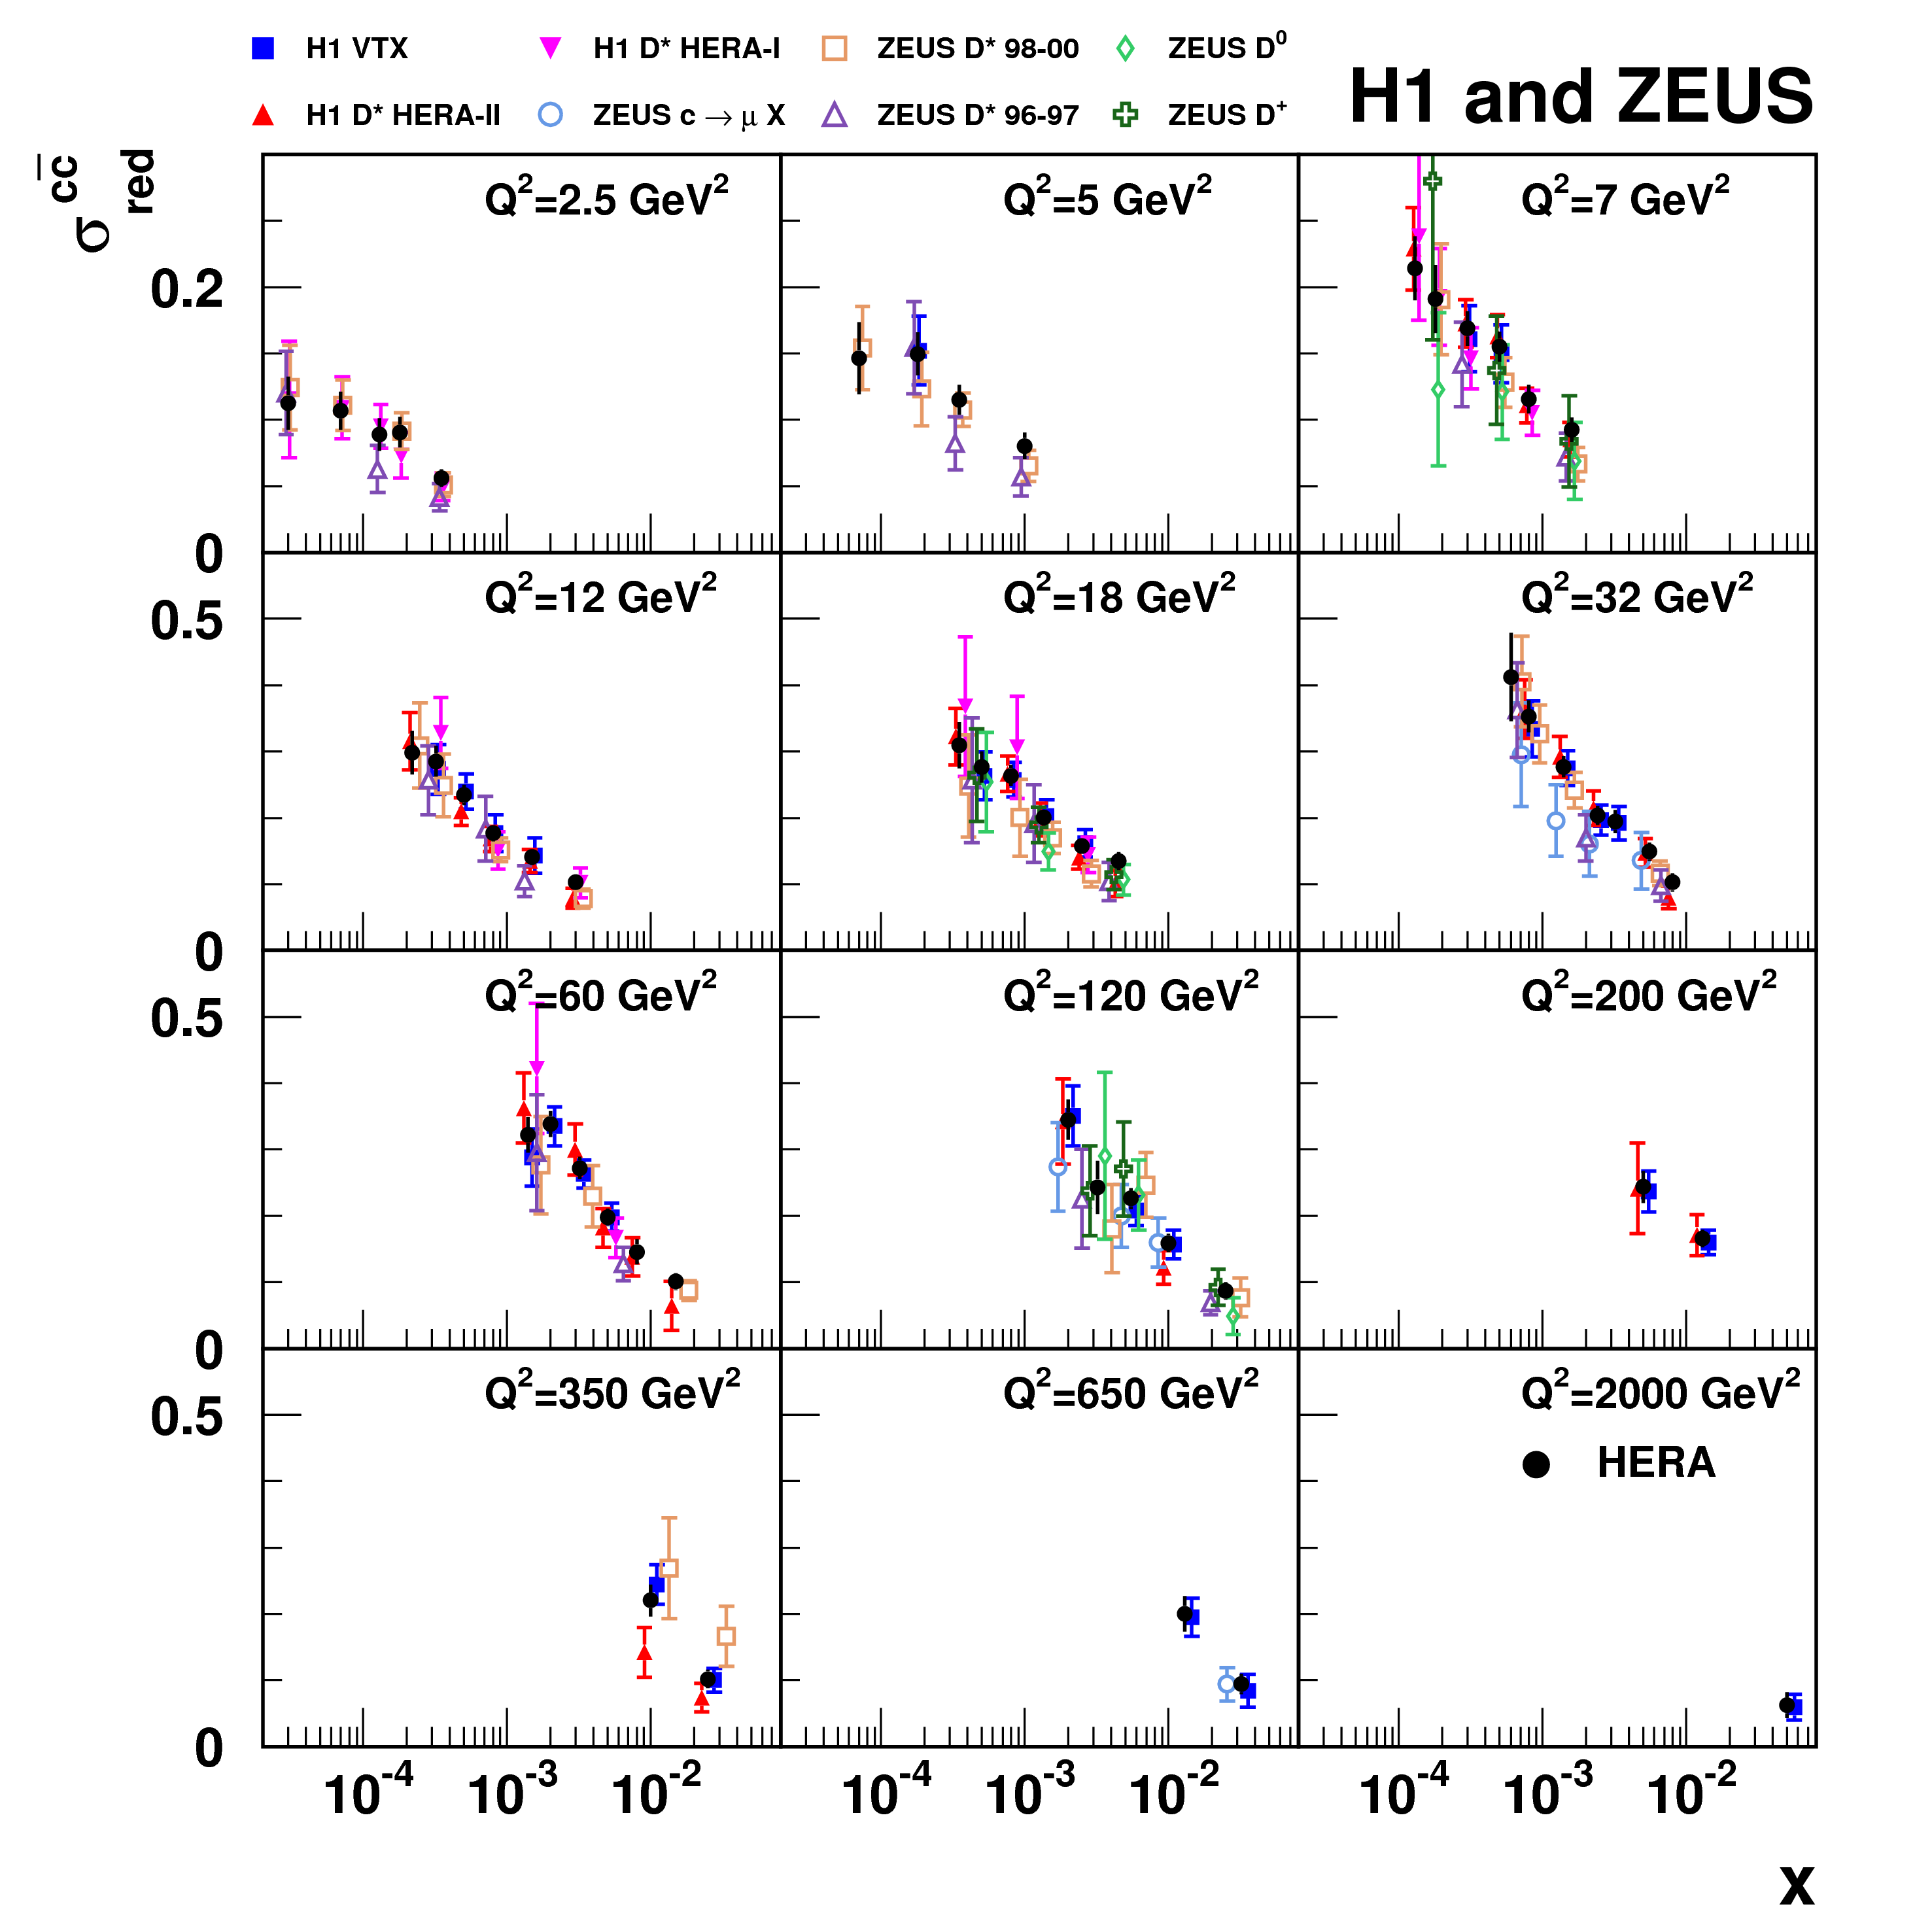 H1 VTX H1 D* HERA-I ZEUS D* 98-00 ZEUS D⁰
H1 D* HERA-II ZEUS c → μ X ZEUS D* 96-97 ZEUS D⁺
H1 and ZEUS
σ red cc̄
Q²=2.5 GeV² Q²=5 GeV² Q²=7 GeV²
0.2
0
Q²=12 GeV² Q²=18 GeV² Q²=32 GeV²
0.5
0
Q²=60 GeV² Q²=120 GeV² Q²=200 GeV²
0.5
0
Q²=350 GeV² Q²=650 GeV² Q²=2000 GeV²
0.5
HERA
0
10⁻⁴ 10⁻³ 10⁻² 10⁻⁴ 10⁻³ 10⁻² 10⁻⁴ 10⁻³ 10⁻²
x